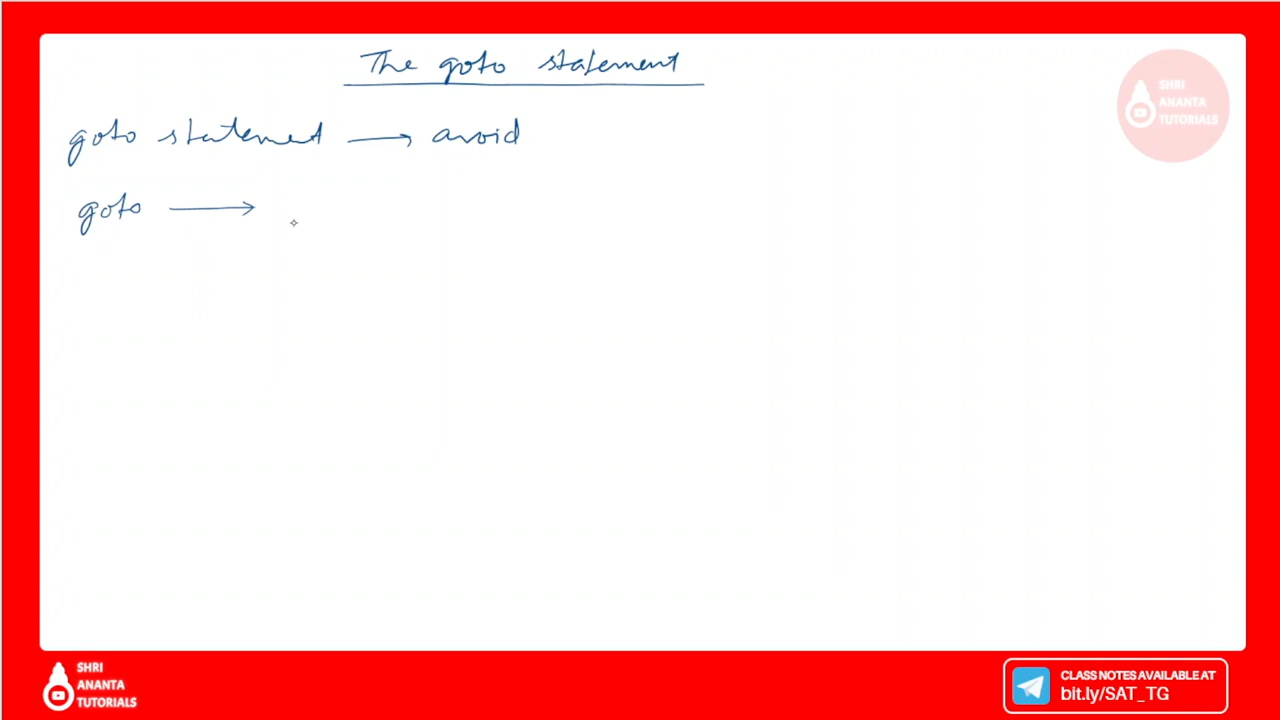 The goto statement
SHRI
ANANTA
TUTORIALS
goto statement → avoid
goto →
SHRI
ANANTA
TUTORIALS
CLASS NOTES AVAILABLE AT
bit.ly/SAT_TG